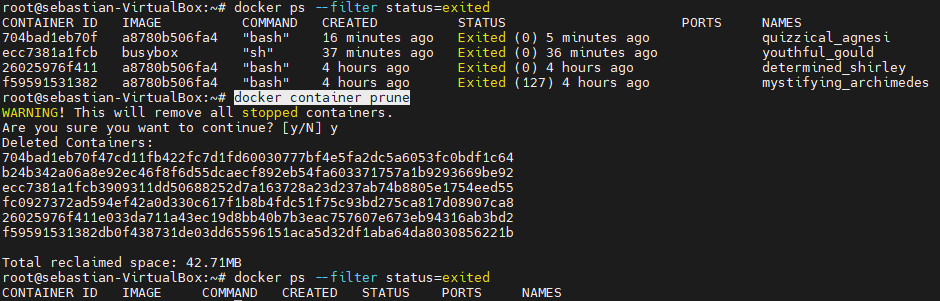 root@sebastian-VirtualBox:~# docker ps --filter status=exited
CONTAINER ID   IMAGE          COMMAND   CREATED          STATUS                       PORTS     NAMES
704bad1eb70f   a8780b506fa4   "bash"    16 minutes ago   Exited (0) 5 minutes ago               quizzical_agnesi
ecc7381a1fcb   busybox        "sh"      37 minutes ago   Exited (0) 36 minutes ago              youthful_gould
26025976f411   a8780b506fa4   "bash"    4 hours ago      Exited (0) 4 hours ago                 determined_shirley
f59591531382   a8780b506fa4   "bash"    4 hours ago      Exited (127) 4 hours ago               mystifying_archimedes
root@sebastian-VirtualBox:~# docker container prune
WARNING! This will remove all stopped containers.
Are you sure you want to continue? [y/N] y
Deleted Containers:
704bad1eb70f47cd11fb422fc7d1fd60030777bf4e5fa2dc5a6053fc0bdf1c64
b24b342a06a8e92ec46f8f6d55dcaecf892eb54fa603371757a1b9293669be92
ecc7381a1fcb3909311dd50688252d7a163728a23d237ab74b8805e1754eed55
fc0927372ad594ef42a0d330c617f1b8b4fdc51f75c93bd275ca817d08907ca8
26025976f411e033da711a43ec19d8bb40b7b3eac757607e673eb94316ab3bd2
f59591531382db0f438731de03dd65596151aca5d32df1aba64da8030856221b
Total reclaimed space: 42.71MB
root@sebastian-VirtualBox:~# docker ps --filter status=exited
CONTAINER ID   IMAGE     COMMAND   CREATED   STATUS    PORTS     NAMES